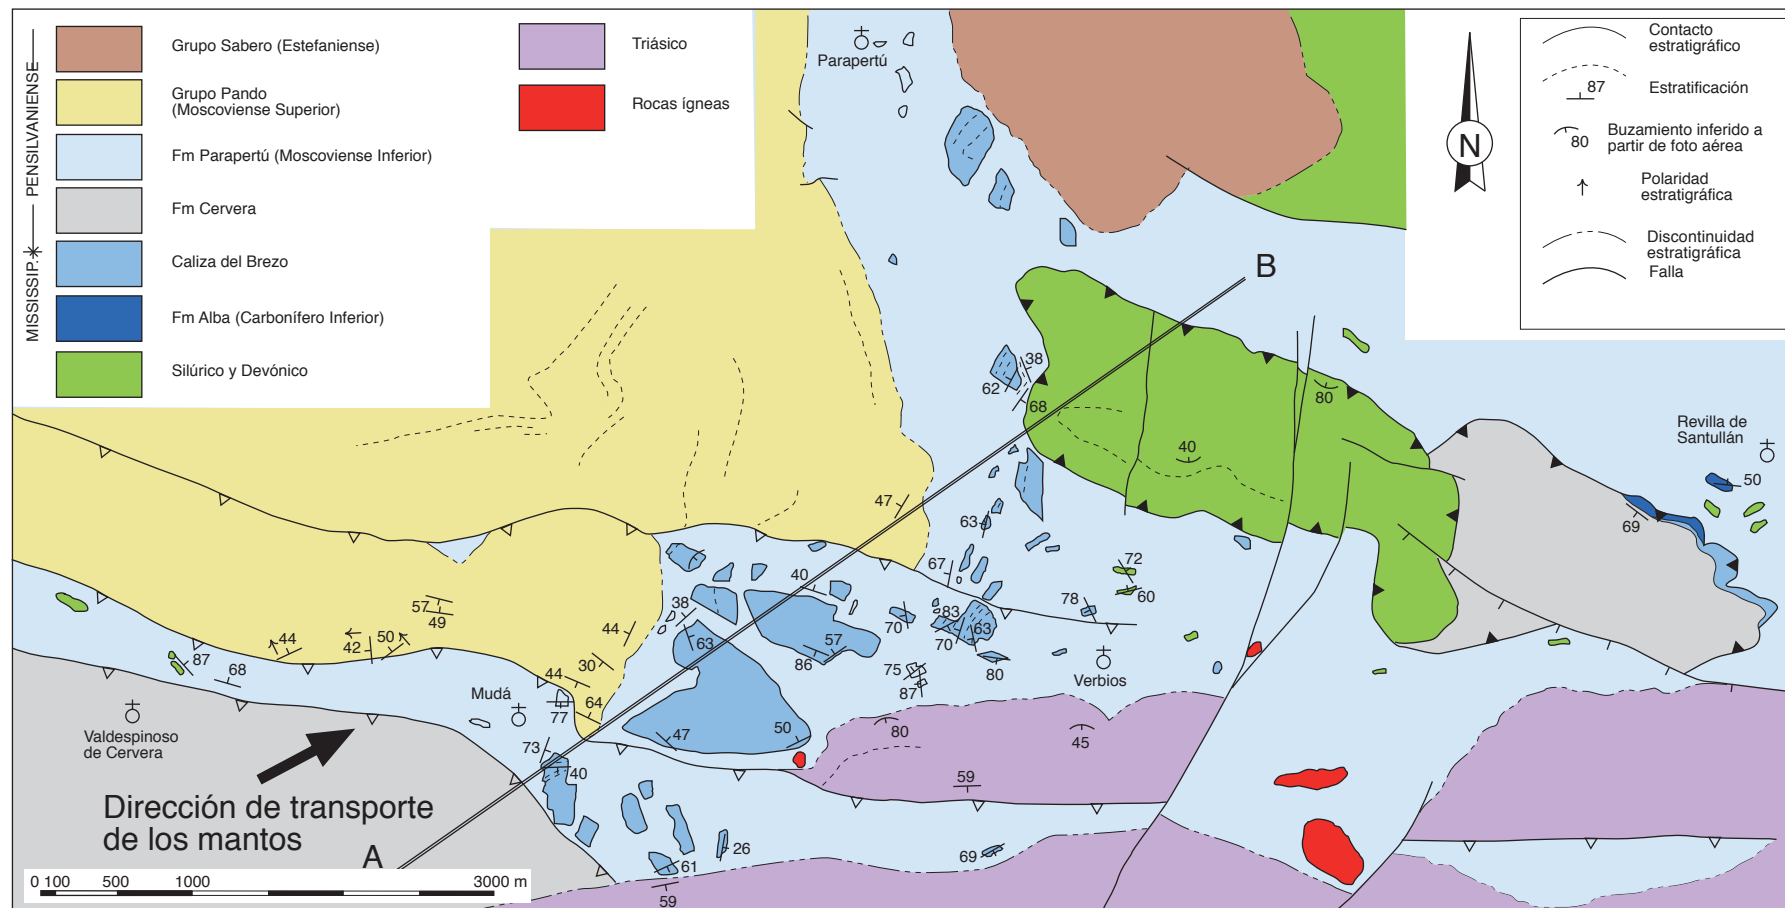 PENSILVANIENSE
MISSISSIP.
Grupo Sabero (Estefaniense)
Grupo Pando
(Moscoviense Superior)
Fm Parapertú (Moscoviense Inferior)
Fm Cervera
Caliza del Brezo
Fm Alba (Carbonífero Inferior)
Silúrico y Devónico
Triásico
Rocas ígneas
Contacto
estratigráfico
87
Estratificación
80
Buzamiento inferido a
partir de foto aérea
Polaridad
estratigráfica
Discontinuidad
estratigráfica
Falla
N
Parapertú
B
38
62
68
80
40
Revilla de
Santullán
50
69
47
63
67
72
60
40
78
57
49
38
63
44
83
70
70
63
57
86
44
42
50
30
44
87
68
75
87
80
Verbios
Mudá
77
64
47
50
80
45
Valdespinoso
de Cervera
73
40
59
Dirección de transporte
de los mantos
A
26
61
69
59
0 100 500 1000 3000 m